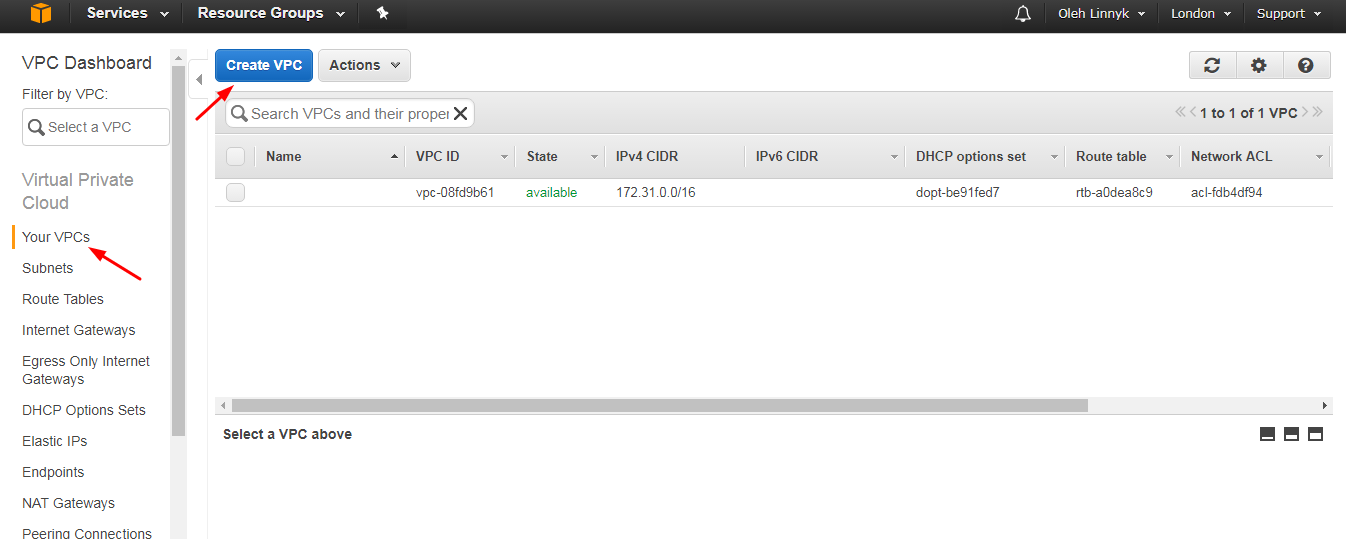 Services Resource Groups Oleh Linnyk London Support
VPC Dashboard
Filter by VPC:
Select a VPC
Virtual Private
Cloud
Your VPCs
Subnets
Route Tables
Internet Gateways
Egress Only Internet
Gateways
DHCP Options Sets
Elastic IPs
Endpoints
NAT Gateways
Peering Connections
Create VPC Actions
Search VPCs and their proper 1 to 1 of 1 VPC
Name VPC ID State IPv4 CIDR IPv6 CIDR DHCP options set Route table Network ACL
vpc-08fd9b61 available 172.31.0.0/16 dopt-be91fed7 rtb-a0dea8c9 acl-fdb4df94
Select a VPC above